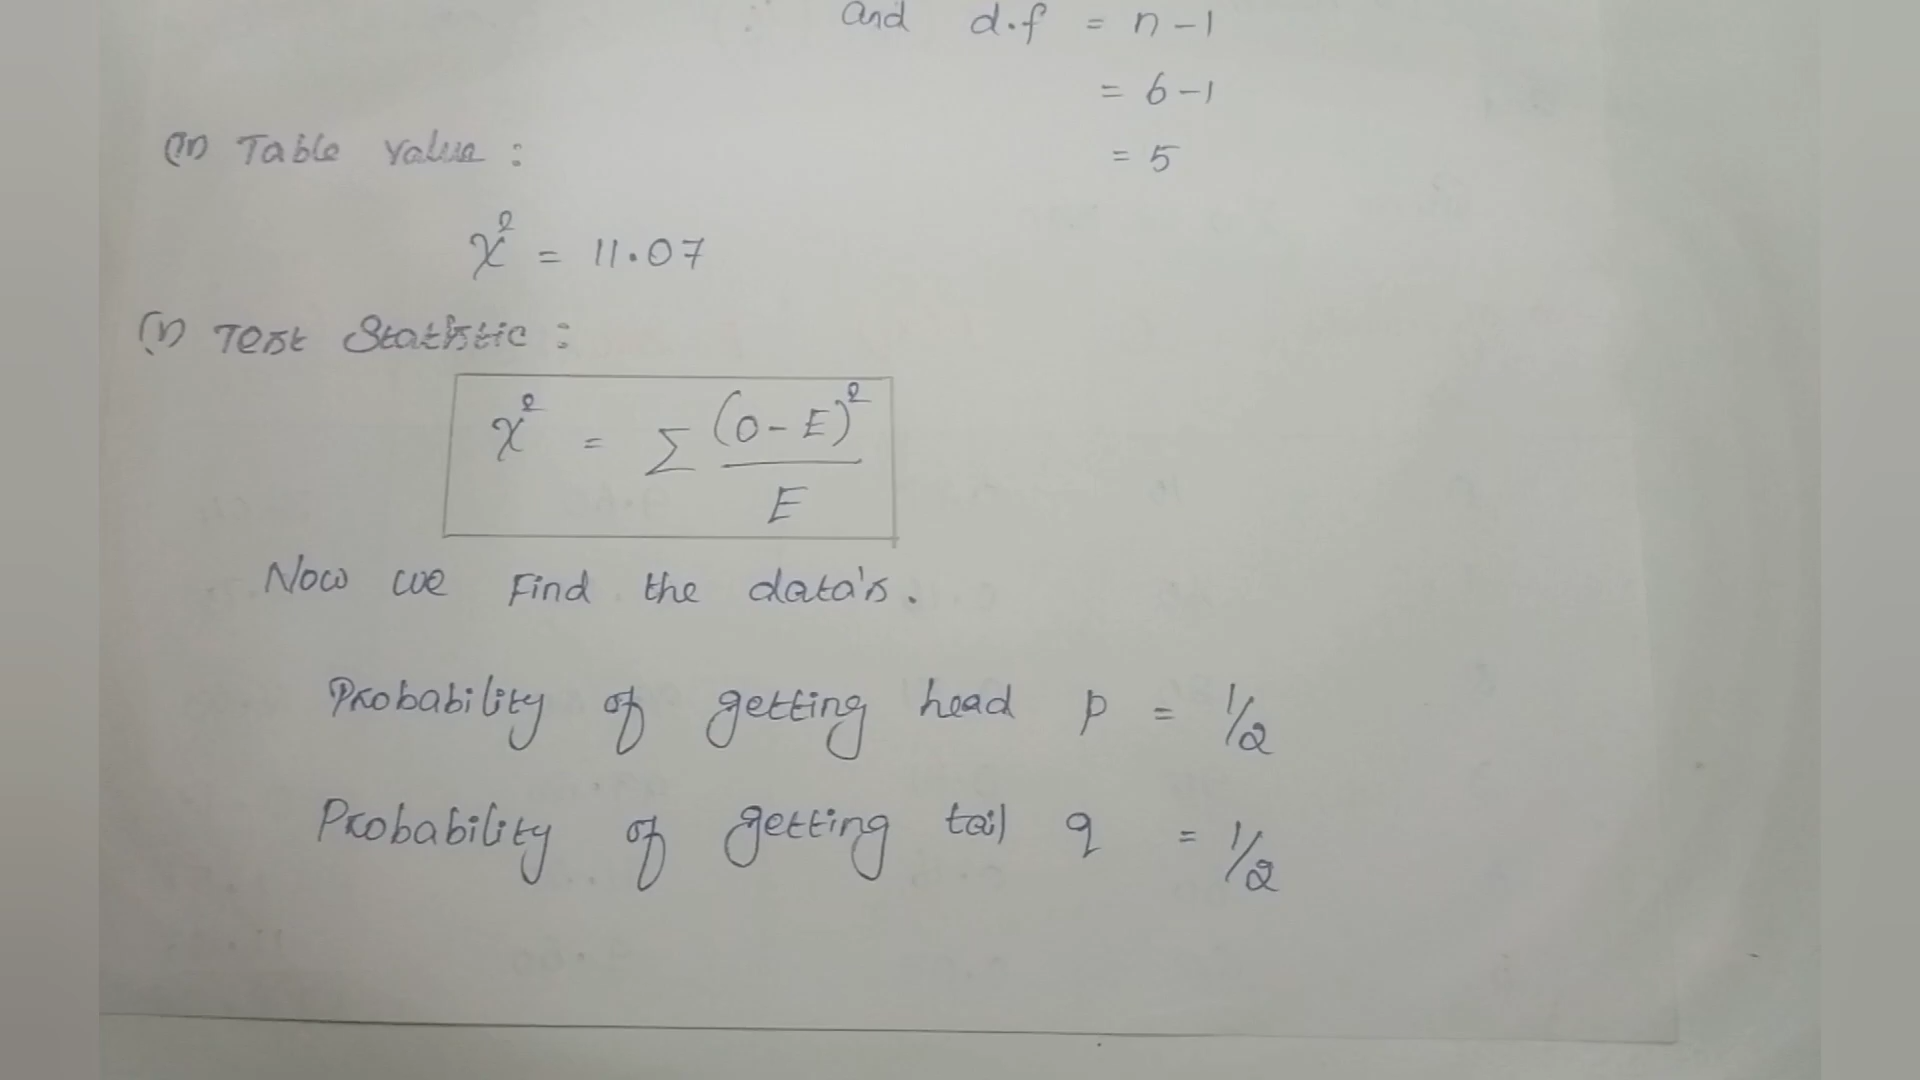 and d.f = n - 1
= 6 - 1
(iv) Table value :
= 5
χ² = 11.07
(v) Test Statistic :
χ² = Σ (O - E)² / E
Now we Find the data's.
Probability of getting head p = 1/2
Probability of getting tail q = 1/2